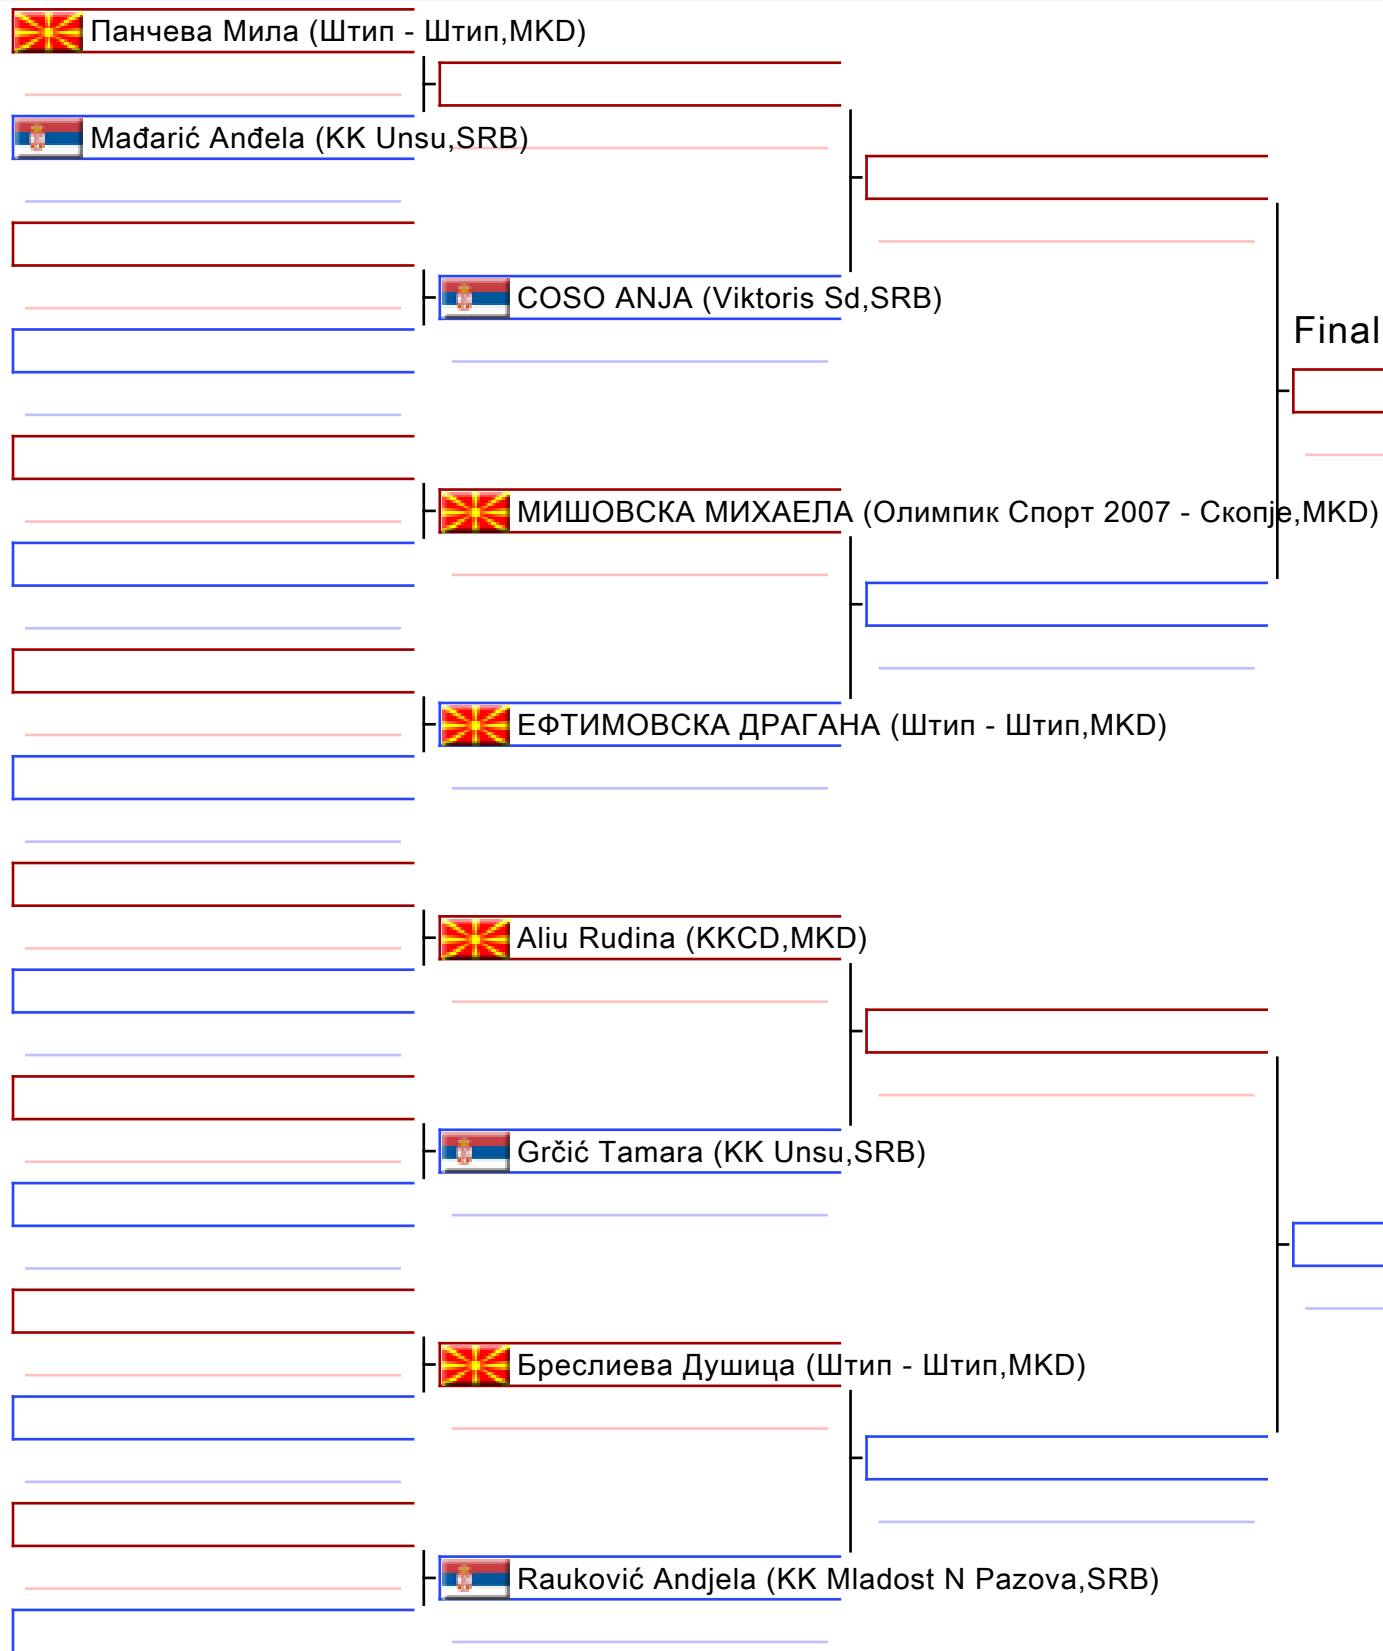 Панчева Мила (Штип - Штип,MKD)
Mađarić Anđela (KK Unsu,SRB)
COSO ANJA (Viktoris Sd,SRB)
Final
МИШОВСКА МИХАЕЛА (Олимпик Спорт 2007 - Скопје,MKD)
ЕФТИМОВСКА ДРАГАНА (Штип - Штип,MKD)
Aliu Rudina (KKCD,MKD)
Grčić Tamara (KK Unsu,SRB)
Бреслиева Душица (Штип - Штип,MKD)
Rauković Andjela (KK Mladost N Pazova,SRB)